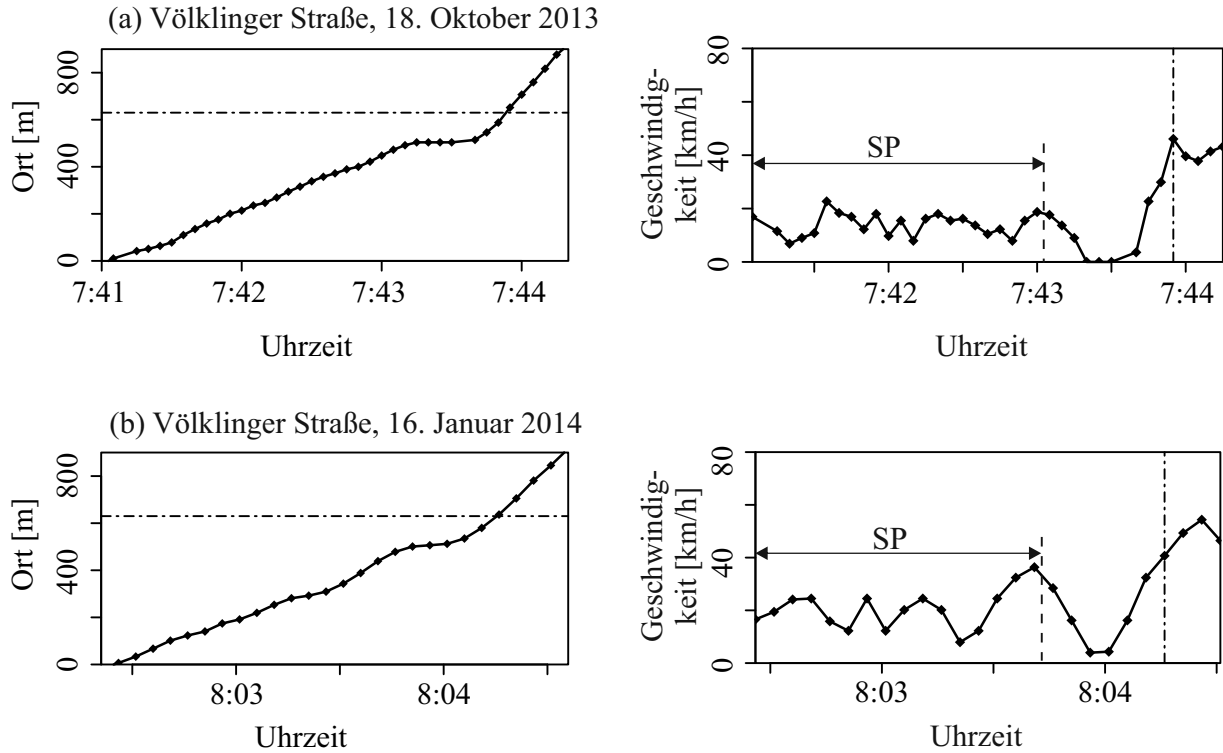 (a) Völklinger Straße, 18. Oktober 2013
Ort [m]
800
400
0
7:41
7:42
7:43
7:44
Uhrzeit
Geschwindig-
keit [km/h)
80
40
0
SP
7:42
7:43
7:44
Uhrzeit
(b) Völklinger Straße, 16. Januar 2014
Ort [m]
800
400
0
8:03
8:04
Uhrzeit
Geschwindig-
keit [km/h)
80
40
0
SP
8:03
8:04
Uhrzeit